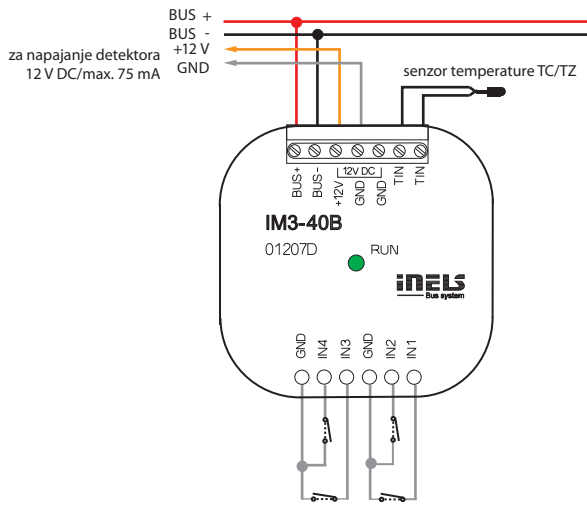 BUS +
BUS -
+12 V
GND
za napajanje detektora
12 V DC/max. 75 mA
senzor temperature TC/TZ
BUS+
BUS-
+12V
GND
GND
TIN
TIN
12V DC
IM3-40B
01207D
RUN
iNELS
Bus system
GND
IN4
IN3
GND
IN2
IN1